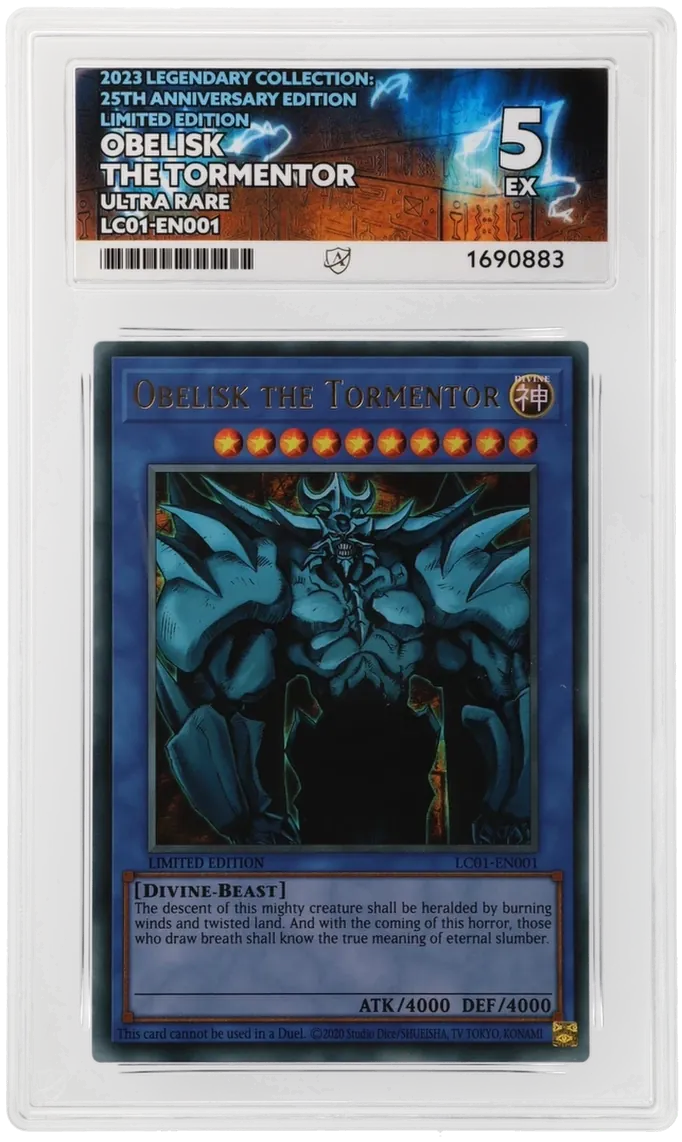 2023 LEGENDARY COLLECTION:
25TH ANNIVERSARY EDITION
LIMITED EDITION
OBELISK
THE TORMENTOR
ULTRA RARE
LC01-EN001
5
EX
1690883
OBELISK THE TORMENTOR
DIVINE
神
LIMITED EDITION
LC01-EN001
[DIVINE-BEAST]
The descent of this mighty creature shall be heralded by burning
winds and twisted land. And with the coming of this horror, those
who draw breath shall know the true meaning of eternal slumber.
ATK/4000 DEF/4000
This card cannot be used in a Duel. ©2020 Studio Dice/SHUEISHA, TV TOKYO, KONAMI